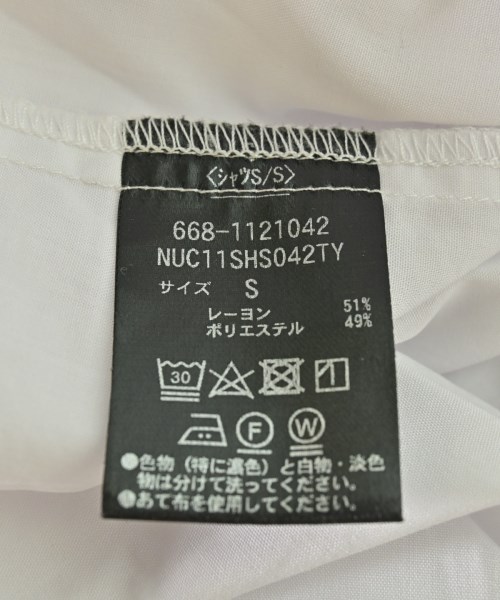 〈シャツS/S〉
668-1121042
NUC11SHS042TY
サイズ S
レーヨン 51%
ポリエステル 49%
30
F W
●色物（特に濃色）と白物・淡色
物は分けて洗ってください。
●あて布を使用してください。